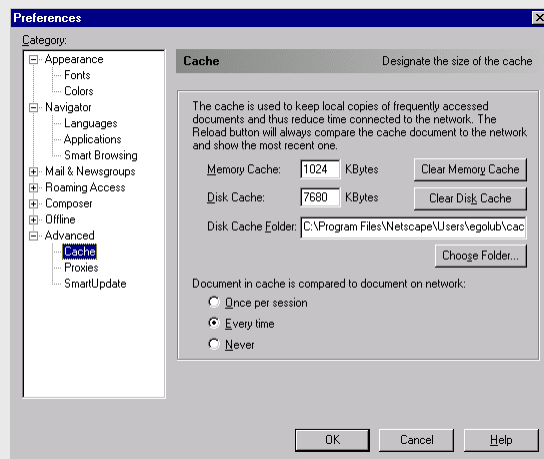 Preferences
Category:
Appearance
Fonts
Colors
Navigator
Languages
Applications
Smart Browsing
Mail & Newsgroups
Roaming Access
Composer
Offline
Advanced
Cache
Proxies
SmartUpdate
Cache Designate the size of the cache
The cache is used to keep local copies of frequently accessed
documents and thus reduce time connected to the network. The
Reload button will always compare the cache document to the network
and show the most recent one.
Memory Cache: 1024 KBytes Clear Memory Cache
Disk Cache: 7680 KBytes Clear Disk Cache
Disk Cache Folder: C:\Program Files\Netscape\Users\egolub\cac
Choose Folder...
Document in cache is compared to document on network:
Once per session
Every time
Never
OK Cancel Help